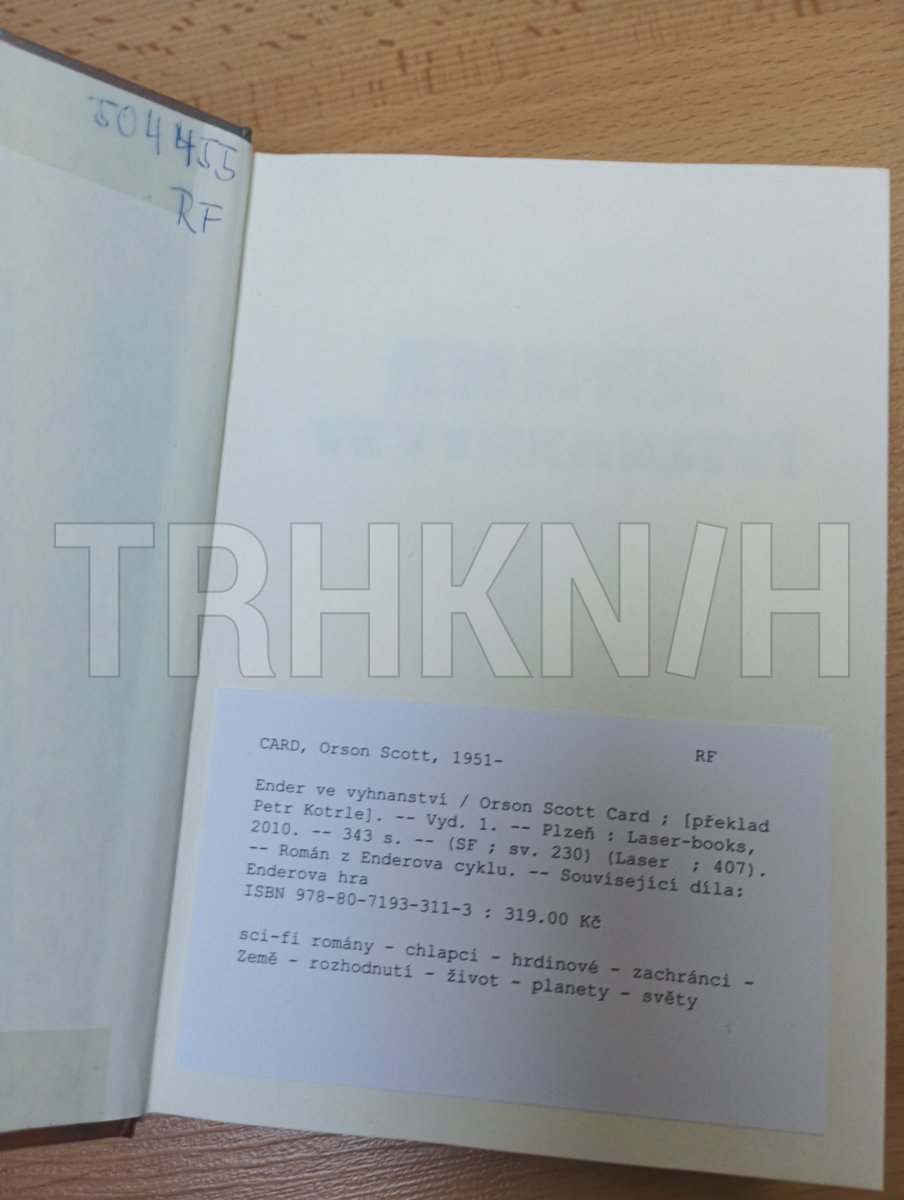 504455
RF
TRHKN/H
CARD, Orson Scott, 1951- RF
Ender ve vyhnanství / Orson Scott Card ; [překlad
Petr Kotrle]. -- Vyd. 1. -- Plzeň : Laser-books,
2010. -- 343 s. -- (SF ; sv. 230) (Laser ; 407).
-- Román z Enderova cyklu. -- Související díla:
Enderova hra
ISBN 978-80-7193-311-3 : 319.00 Kč
sci-fi romány - chlapci - hrdinové - zachránci -
Země - rozhodnutí - život - planety - světy